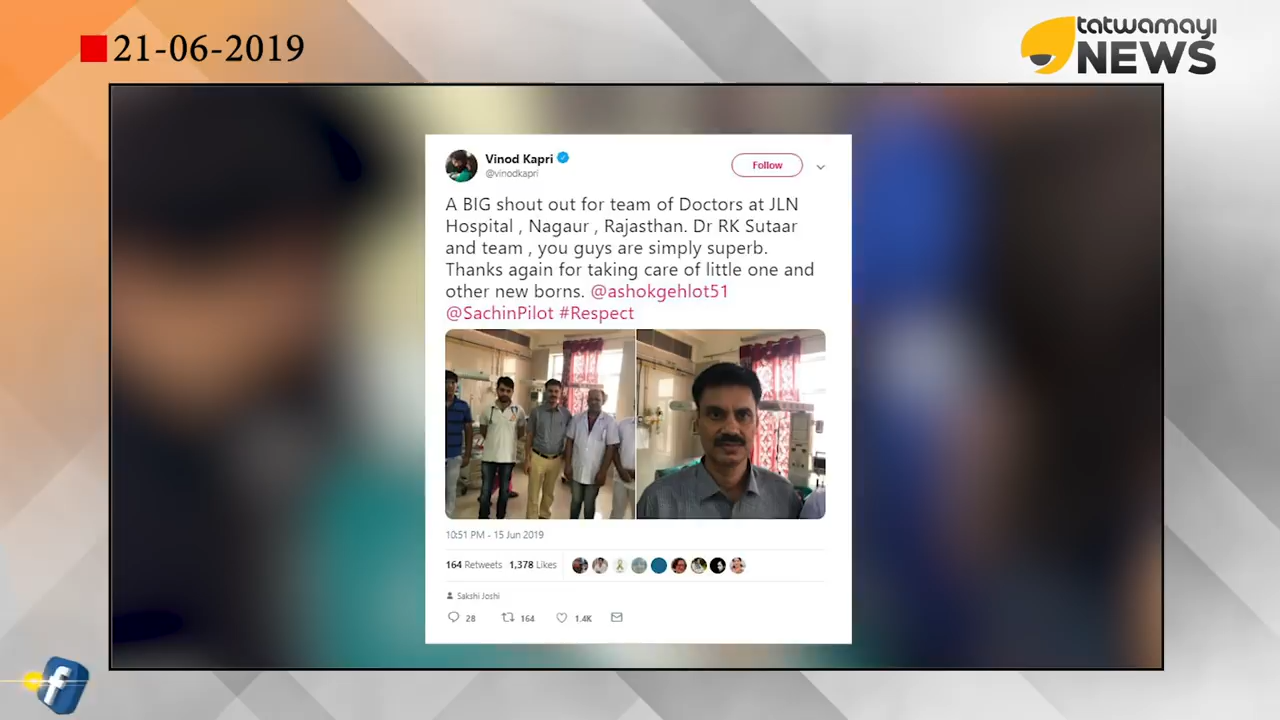 21-06-2019
tatwamayi
NEWS
Vinod Kapri
@vinodkapri
Follow
A BIG shout out for team of Doctors at JLN
Hospital , Nagaur , Rajasthan. Dr RK Sutaar
and team , you guys are simply superb.
Thanks again for taking care of little one and
other new borns. @ashokgehlot51
@SachinPilot #Respect
10:51 PM - 15 Jun 2019
164 Retweets 1,378 Likes
Sakshi Joshi
28 164 1.4K
f